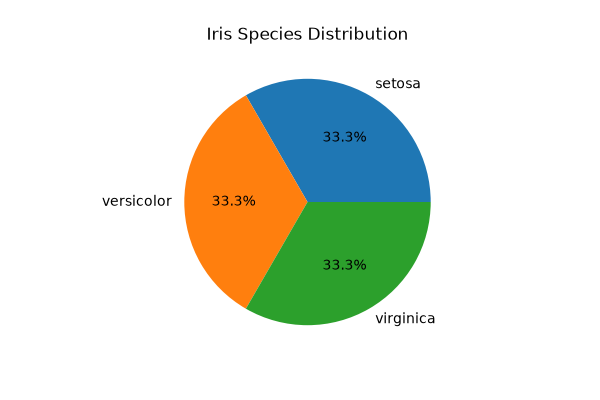 Iris Species Distribution
setosa
33.3%
versicolor
33.3%
33.3%
virginica